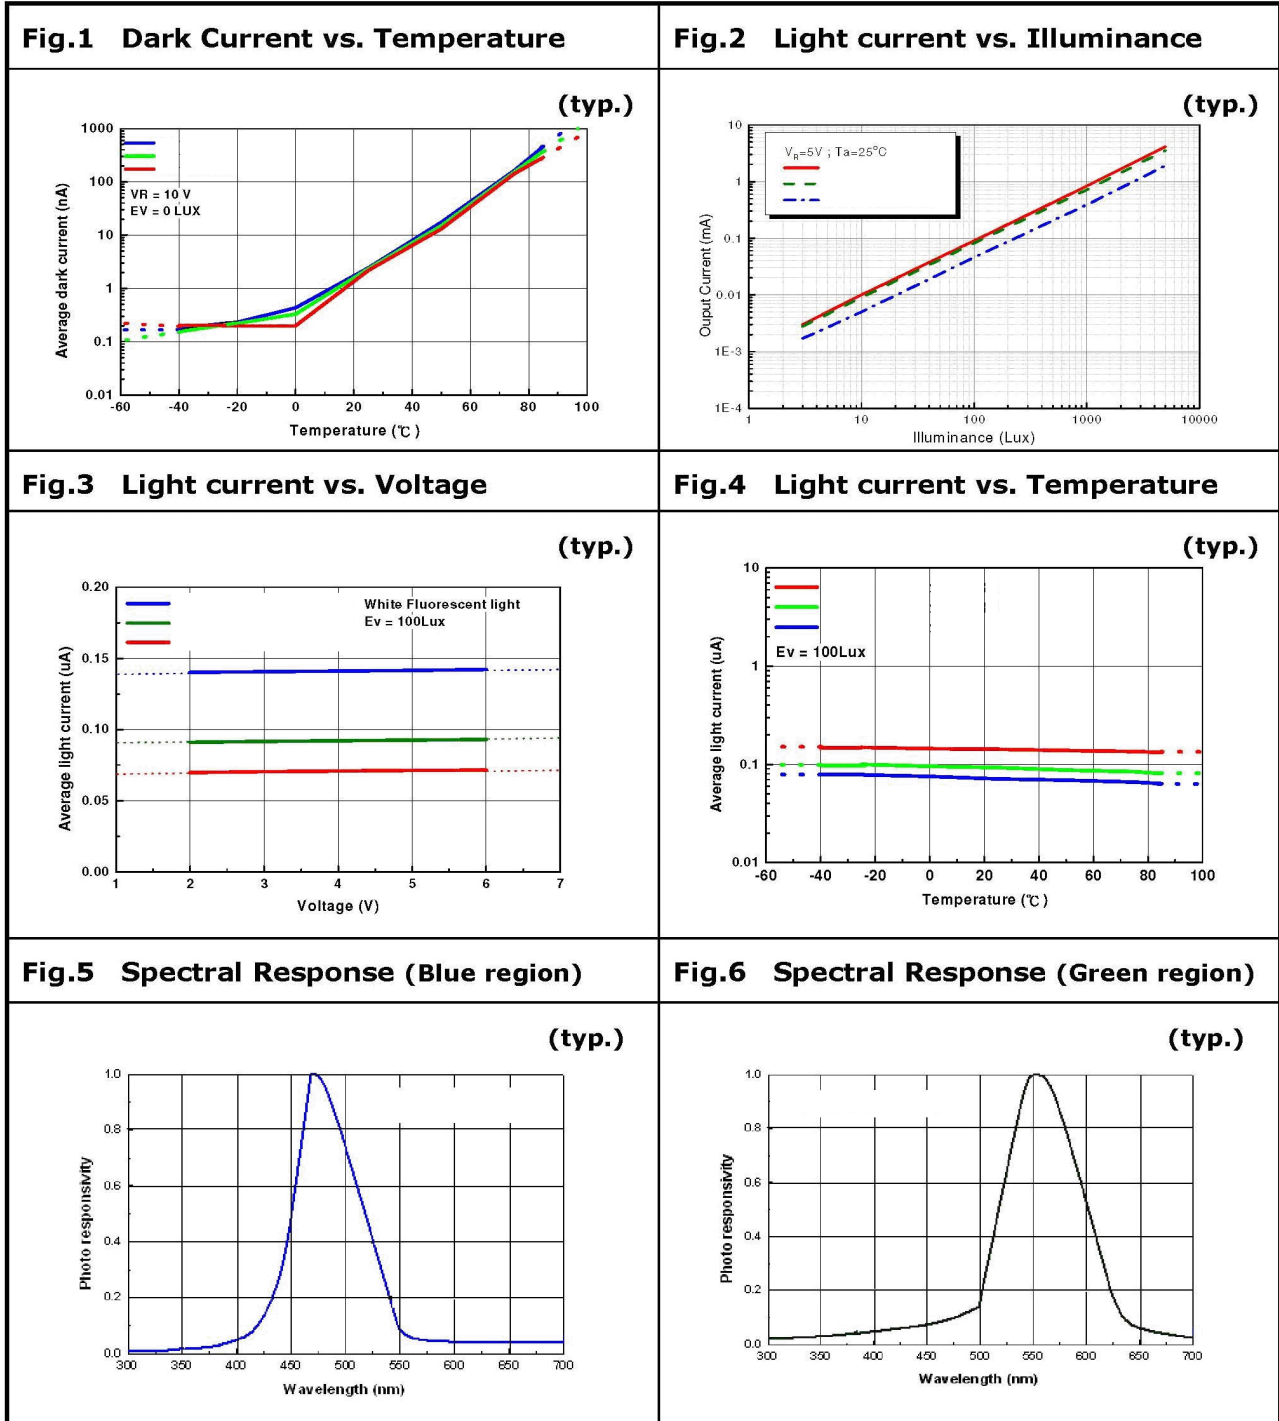 Fig.1 Dark Current vs. Temperature
(typ.)
1000
100
10
1
0.1
0.01
Average dark current (nA)
VR = 10 V
EV = 0 LUX
-60 -40 -20 0 20 40 60 80 100
Temperature (℃)
Fig.2 Light current vs. Illuminance
(typ.)
10
1
0.1
0.01
1E-3
1E-4
Ouput Current (mA)
VR=5V ; Ta=25°C
1 10 100 1000 10000
Illuminance (Lux)
Fig.3 Light current vs. Voltage
(typ.)
0.20
0.15
0.10
0.05
0.00
Average light current (uA)
White Fluorescent light
Ev = 100Lux
1 2 3 4 5 6 7
Voltage (V)
Fig.4 Light current vs. Temperature
(typ.)
10
1
0.1
0.01
Average light current (uA)
Ev = 100Lux
-60 -40 -20 0 20 40 60 80 100
Temperature (℃)
Fig.5 Spectral Response (Blue region)
(typ.)
1.0
0.8
0.6
0.4
0.2
0.0
Photo responsivity
300 350 400 450 500 550 600 650 700
Wavelength (nm)
Fig.6 Spectral Response (Green region)
(typ.)
1.0
0.8
0.6
0.4
0.2
0.0
Photo responsivity
300 350 400 450 500 550 600 650 700
Wavelength (nm)